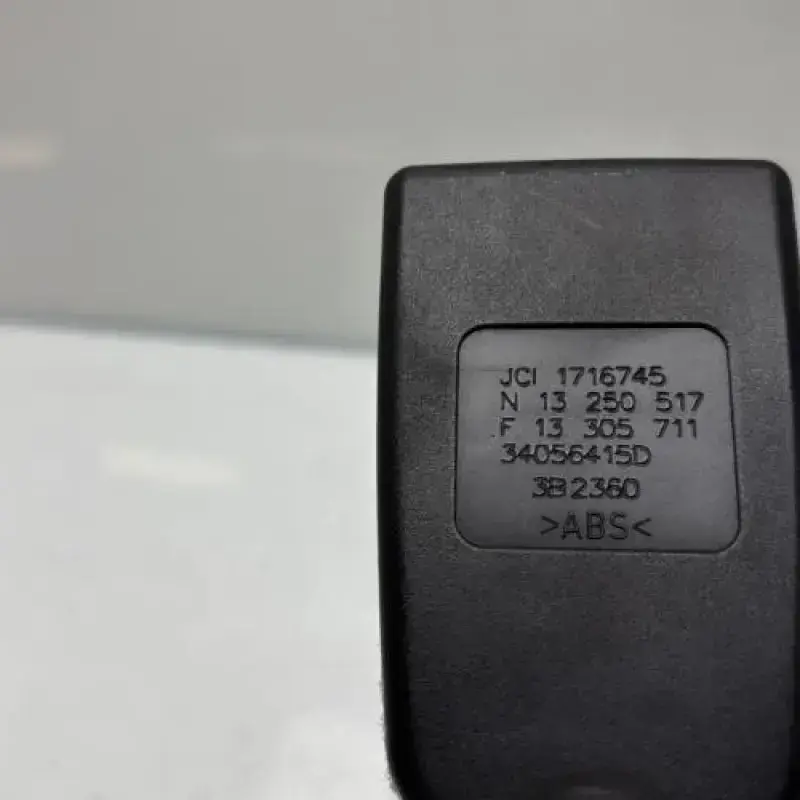 JCI 1716745
N 13 250 517
F 13 305 711
34056415D
3B2360
>ABS<